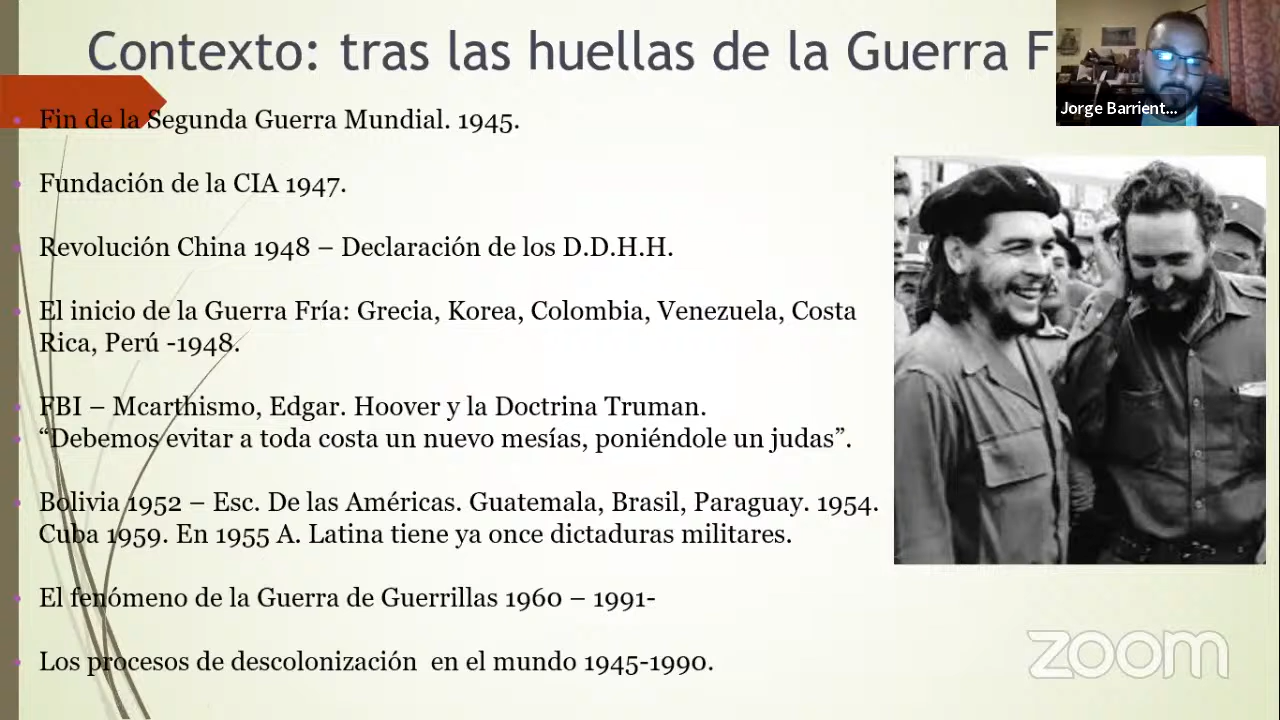 Contexto: tras las huellas de la Guerra F
Jorge Barrient...
Fin de la Segunda Guerra Mundial. 1945.
Fundación de la CIA 1947.
Revolución China 1948 – Declaración de los D.D.H.H.
El inicio de la Guerra Fría: Grecia, Korea, Colombia, Venezuela, Costa
Rica, Perú -1948.
FBI – Mcarthismo, Edgar. Hoover y la Doctrina Truman.
“Debemos evitar a toda costa un nuevo mesías, poniéndole un judas”.
Bolivia 1952 – Esc. De las Américas. Guatemala, Brasil, Paraguay. 1954.
Cuba 1959. En 1955 A. Latina tiene ya once dictaduras militares.
El fenómeno de la Guerra de Guerrillas 1960 – 1991-
Los procesos de descolonización  en el mundo 1945-1990.
zoom